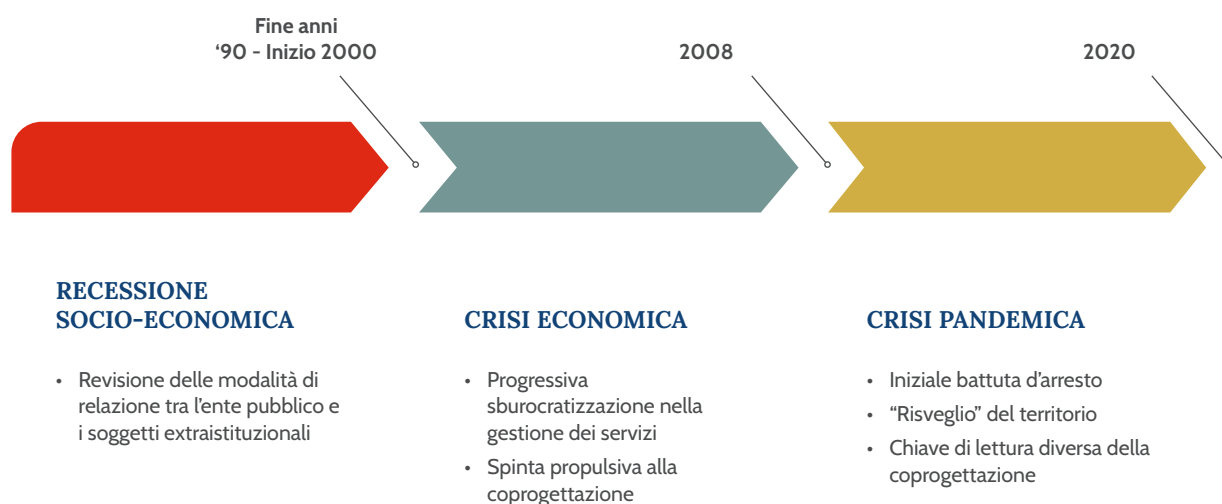 Fine anni
‘90 - Inizio 2000
2008
2020
RECESSIONE
SOCIO-ECONOMICA
• Revisione delle modalità di
relazione tra l'ente pubblico e
i soggetti extraistituzionali
CRISI ECONOMICA
• Progressiva
sburocratizzazione nella
gestione dei servizi
• Spinta propulsiva alla
coprogettazione
CRISI PANDEMICA
• Iniziale battuta d'arresto
• “Risveglio” del territorio
• Chiave di lettura diversa della
coprogettazione